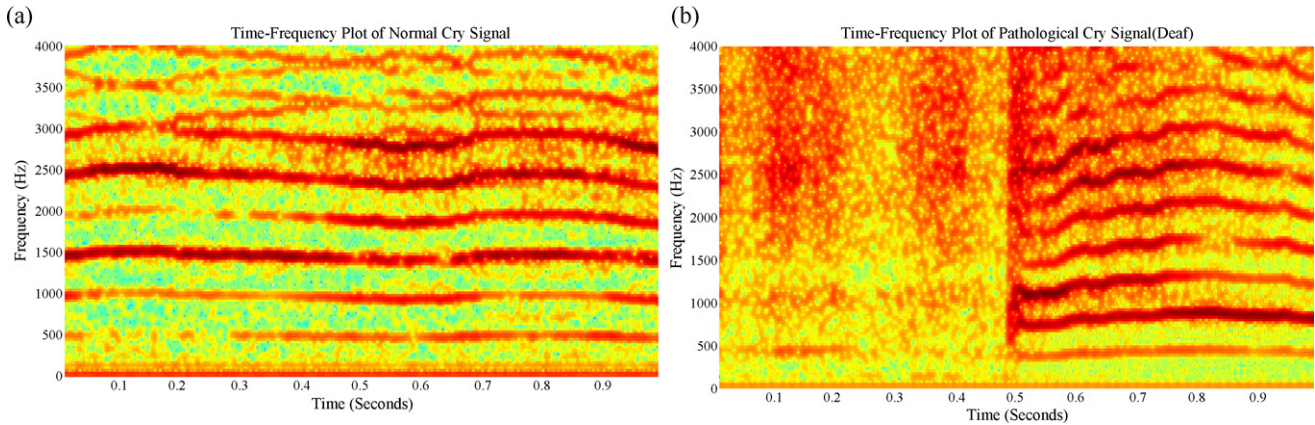 (a)
Time-Frequency Plot of Normal Cry Signal
Frequency (Hz)
4000
3500
3000
2500
2000
1500
1000
500
0
0.1 0.2 0.3 0.4 0.5 0.6 0.7 0.8 0.9
Time (Seconds)
(b)
Time-Frequency Plot of Pathological Cry Signal(Deaf)
Frequency (Hz)
4000
3500
3000
2500
2000
1500
1000
500
0
0.1 0.2 0.3 0.4 0.5 0.6 0.7 0.8 0.9
Time (Seconds)